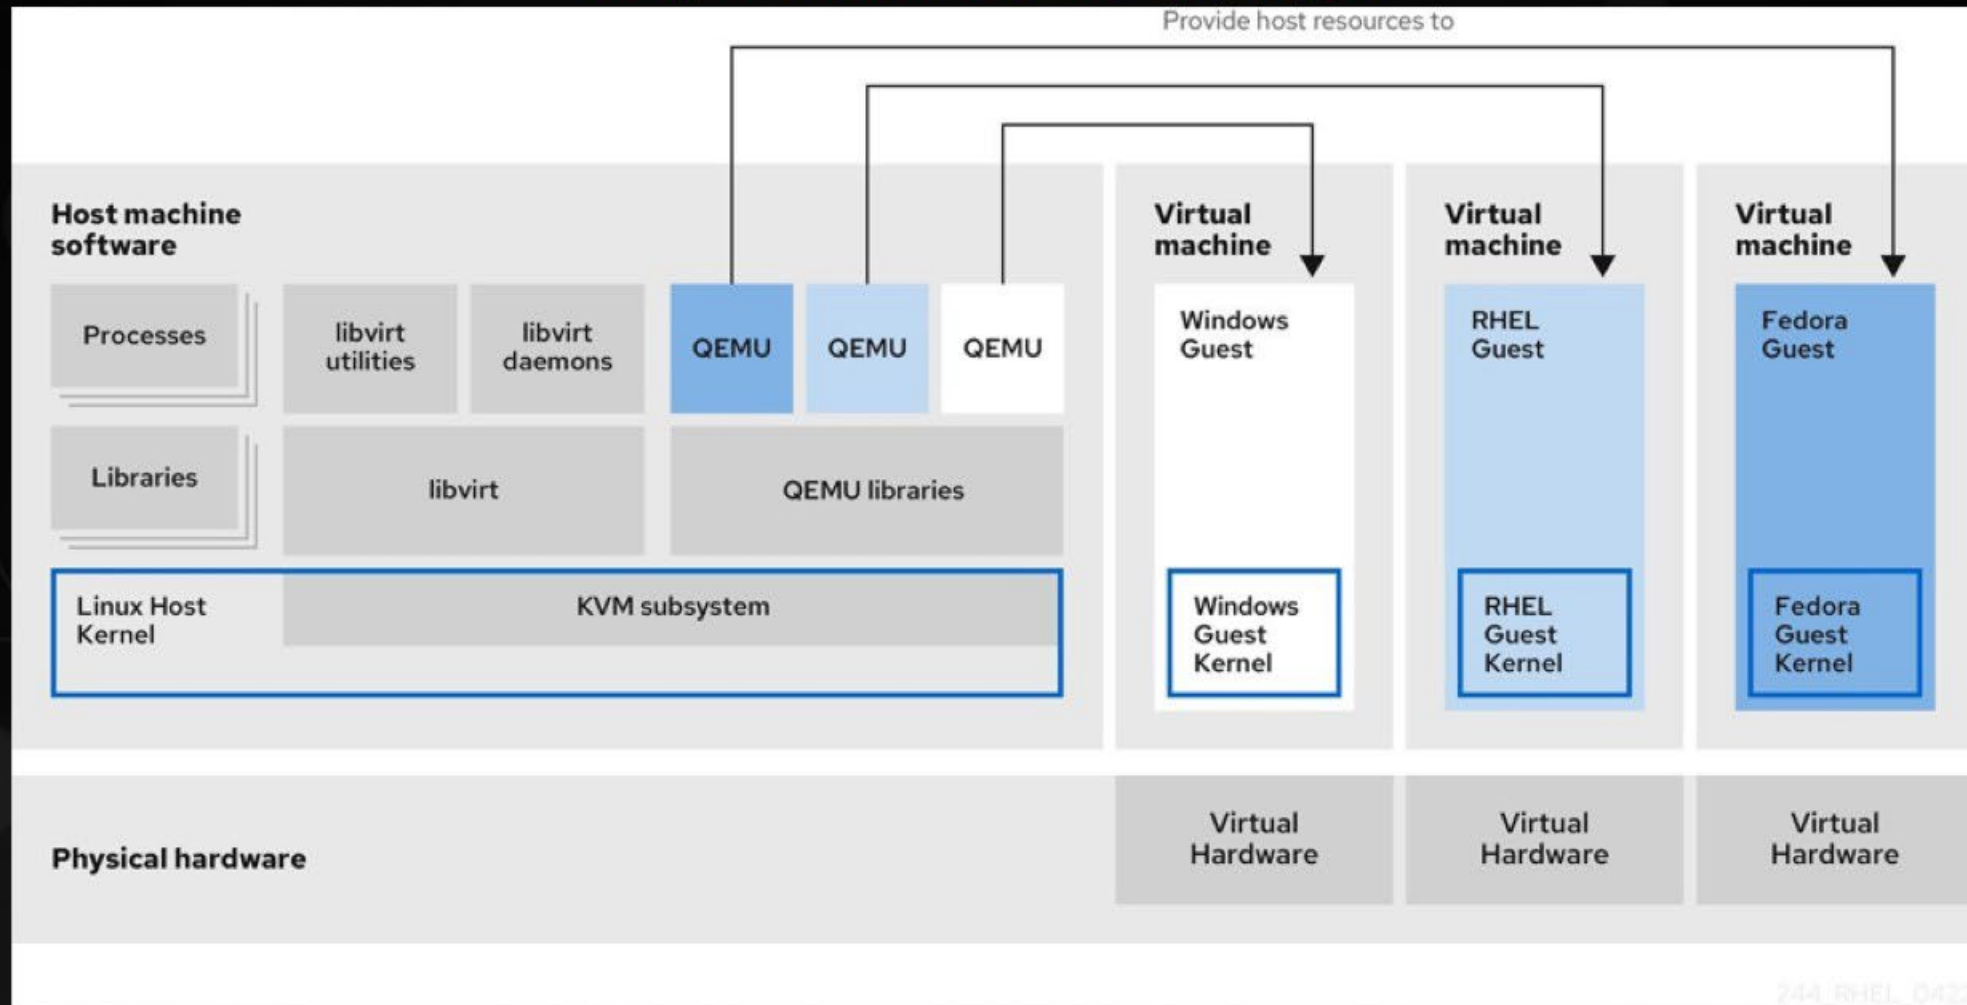 Provide host resources to
Host machine
software
Processes
libvirt
utilities
libvirt
daemons
QEMU
QEMU
QEMU
Libraries
libvirt
QEMU libraries
Linux Host
Kernel
KVM subsystem
Virtual
machine
Windows
Guest
Windows
Guest
Kernel
Virtual
machine
RHEL
Guest
RHEL
Guest
Kernel
Virtual
machine
Fedora
Guest
Fedora
Guest
Kernel
Physical hardware
Virtual
Hardware
Virtual
Hardware
Virtual
Hardware
244_RHEL